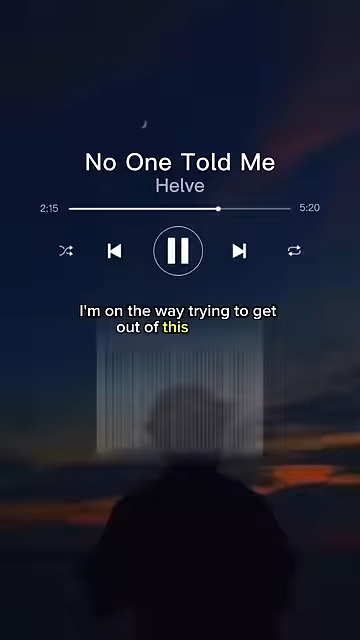 No One Told Me
Helve
2:15
5:20
I'm on the way trying to get
out of this